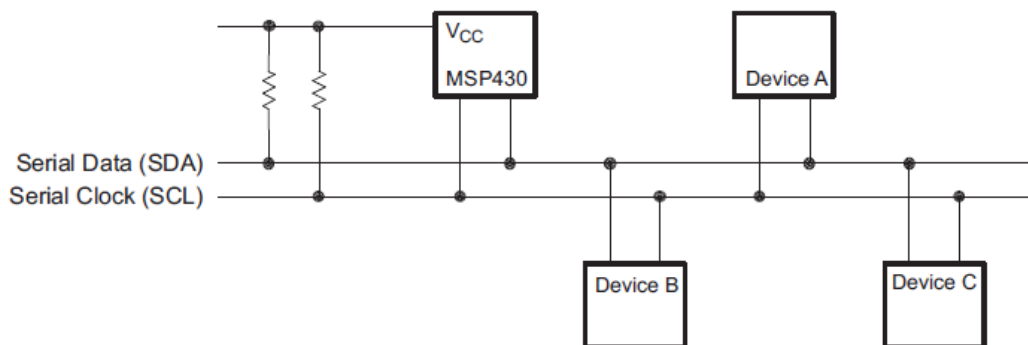 VCC
MSP430
Device A
Serial Data (SDA)
Serial Clock (SCL)
Device B
Device C